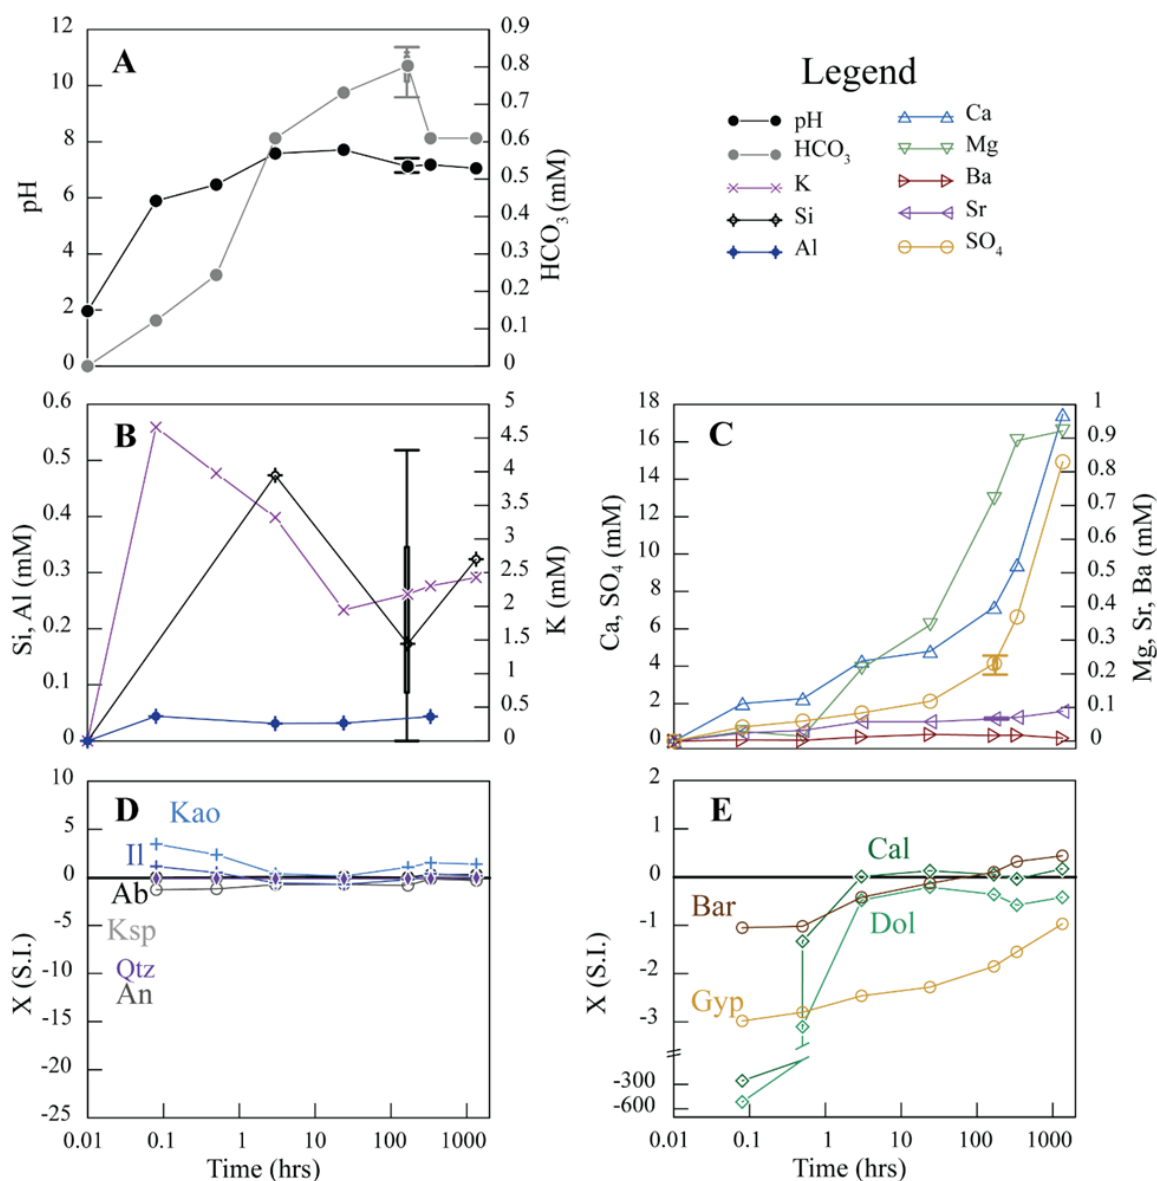 A
12
10
8
6
4
2
0
pH
0.9
0.8
0.7
0.6
0.5
0.4
0.3
0.2
0.1
0
HCO₃ (mM)
Legend
pH
HCO₃
K
Si
Al
Ca
Mg
Ba
Sr
SO₄
B
0.6
0.5
0.4
0.3
0.2
0.1
0
Si, Al (mM)
5
4.5
4
3.5
3
2.5
2
1.5
1
0.5
0
K (mM)
C
18
16
14
12
10
8
6
4
2
0
Ca, SO₄ (mM)
1
0.9
0.8
0.7
0.6
0.5
0.4
0.3
0.2
0.1
0
Mg, Sr, Ba (mM)
D
10
5
0
-5
-10
-15
-20
-25
X (S.I.)
Kao
Il
Ab
Ksp
Qtz
An
0.01
0.1
1
10
100
1000
Time (hrs)
E
2
1
0
-1
-2
-3
-300
-600
X (S.I.)
Cal
Bar
Dol
Gyp
0.01
0.1
1
10
100
1000
Time (hrs)